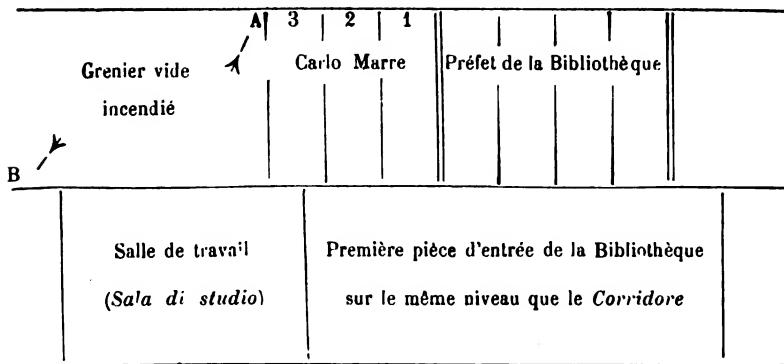 A 3 2 1
Grenier vide
incendié
Carlo Marre
Préfet de la Bibliothèque
B
Salle de travail
(Sala di studio)
Première pièce d'entrée de la Bibliothèque
sur le même niveau que le Corridore